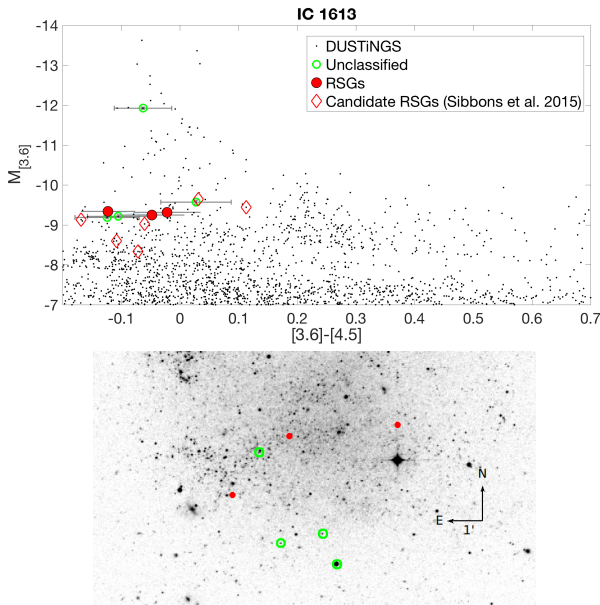 IC 1613
-14
-13
-12
-11
-10
-9
-8
-7
M[3.6]
DUSTiNGS
Unclassified
RSGs
Candidate RSGs (Sibbons et al. 2015)
-0.1 0 0.1 0.2 0.3 0.4 0.5 0.6 0.7
[3.6]-[4.5]
N
E
1'